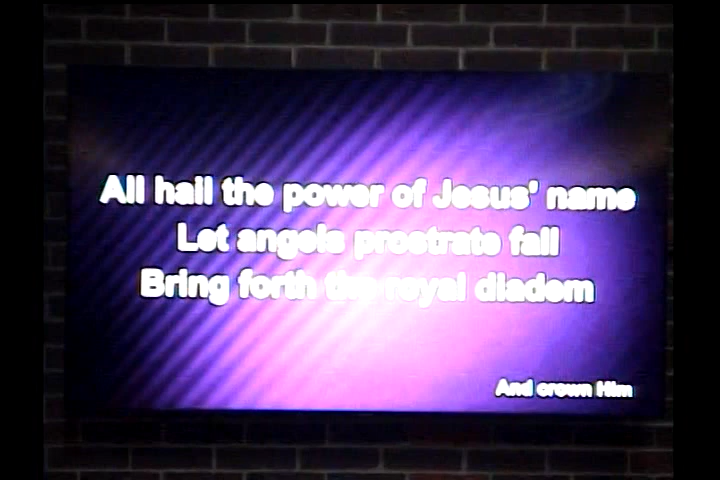 All hail the power of Jesus' name
Let angels prostrate fall
Bring forth the royal diadem
And crown Him